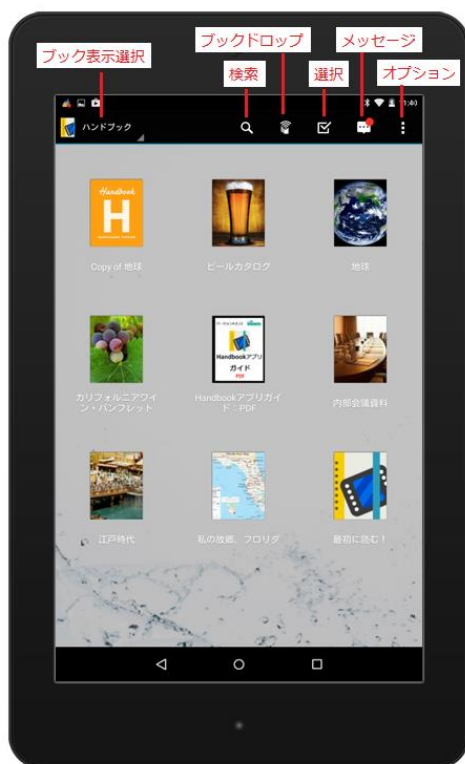 ブックドロップ
メッセージ
ブック表示選択
検索
選択
オプション
11:40
ハンドブック
Handbook
H
Copy of 地球
ビールカタログ
地球
Handbookアプリ
ガイド
PDF
カリフォルニアワイ
ン・パンフレット
Handbookアプリガイ
ド：PDF
内部会議資料
江戸時代
私の故郷、フロリダ
最初に読む！